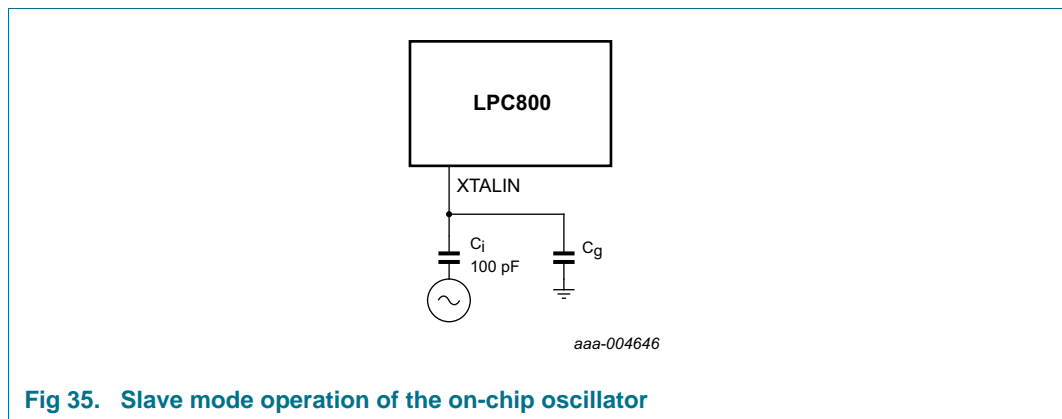 LPC800
XTALIN
Ci
100 pF
Cg
aaa-004646
Fig 35. Slave mode operation of the on-chip oscillator